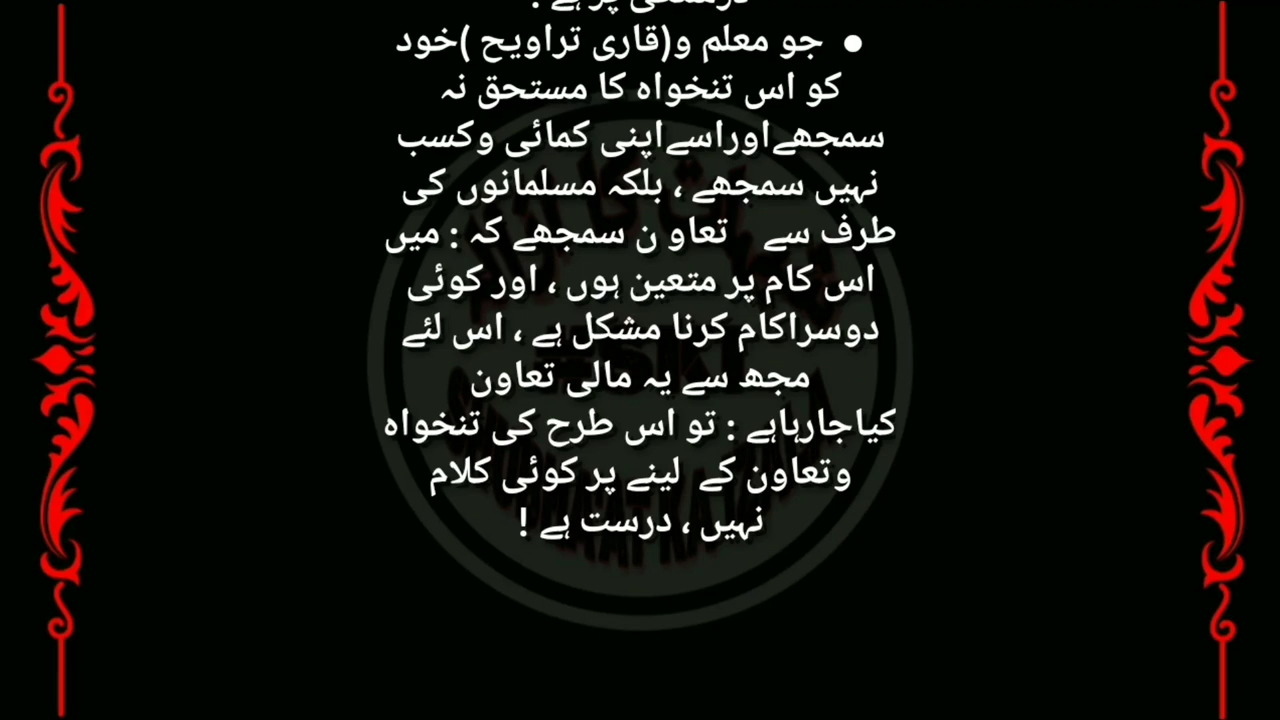 • جو معلم و(قاری تراویح )خود
کو اس تنخواہ کا مستحق نہ
سمجھےاوراسےاپنی کمائی وکسب
نہیں سمجھے ، بلکہ مسلمانوں کی
طرف سے تعاو ن سمجھے کہ : میں
اس کام پر متعین ہوں ، اور کوئی
دوسراکام کرنا مشکل ہے ، اس لئے
مجھ سے یہ مالی تعاون
کیاجارہاہے : تو اس طرح کی تنخواہ
وتعاون کے لینے پر کوئی کلام
نہیں ، درست ہے !